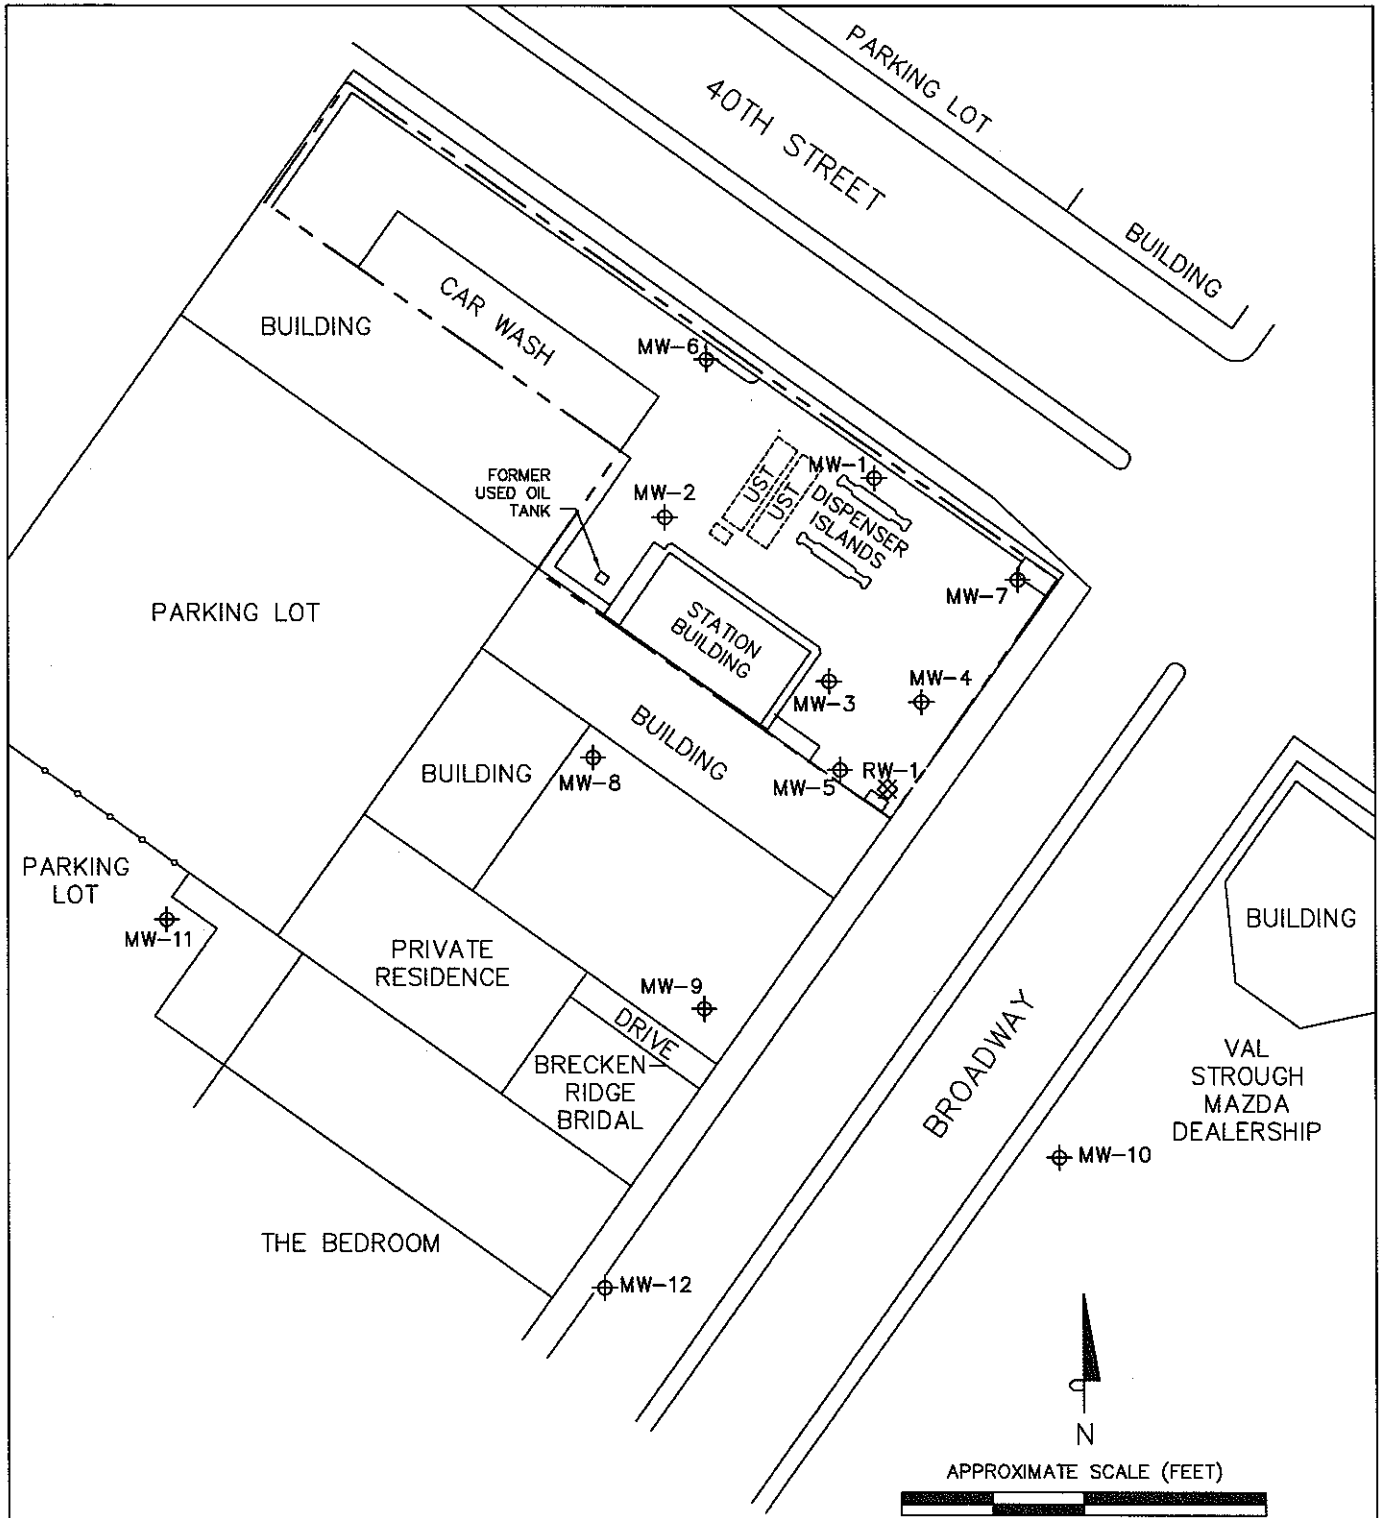 PARKING LOT
40TH STREET
BUILDING
CAR WASH
BUILDING
MW-6
FORMER
USED OIL
TANK
MW-2
UST
UST
MW-1
DISPENSER
ISLANDS
MW-7
PARKING LOT
STATION
BUILDING
MW-3
MW-4
BUILDING
BUILDING
MW-8
MW-5
RW-1
PARKING
LOT
MW-11
PRIVATE
RESIDENCE
MW-9
DRIVE
BRECKEN-
RIDGE
BRIDAL
BROADWAY
BUILDING
VAL
STROUGH
MAZDA
DEALERSHIP
MW-10
THE BEDROOM
MW-12
N
APPROXIMATE SCALE (FEET)